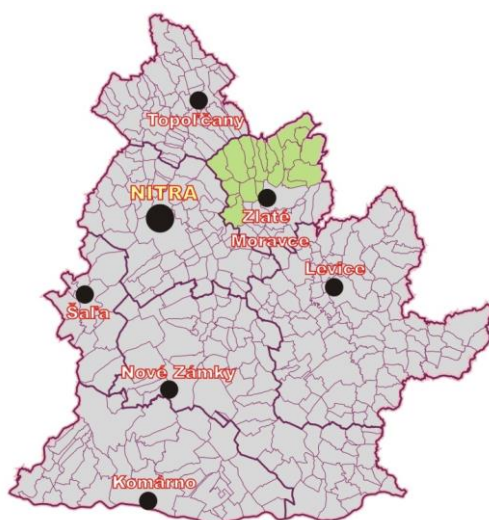 Topoľčany
NITRA
Zlaté
Moravce
Levice
Šaľa
Nové Zámky
Komárno